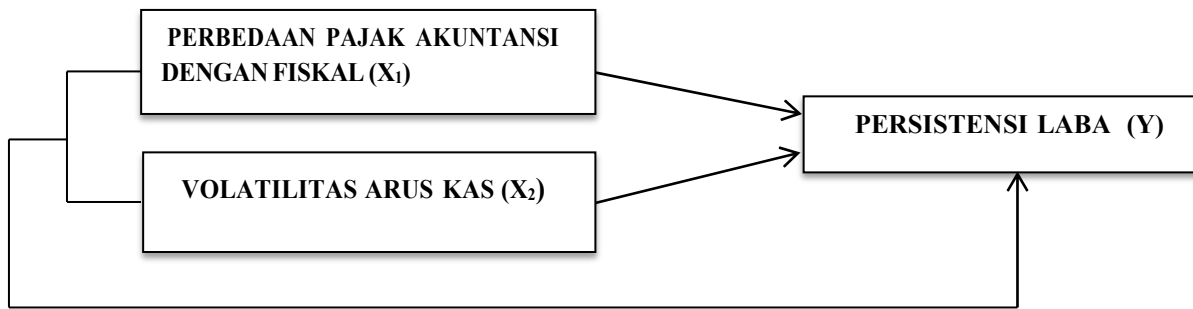 PERBEDAAN PAJAK AKUNTANSI
DENGAN FISKAL (X₁)
PERSISTENSI LABA (Y)
VOLATILITAS ARUS KAS (X₂)